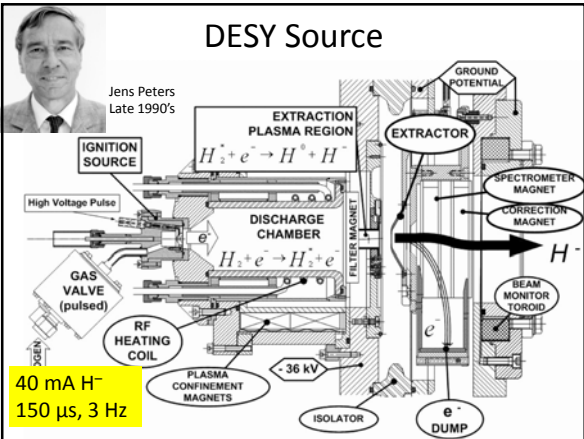 DESY Source
Jens Peters
Late 1990's
GROUND
POTENTIAL
EXTRACTION
PLASMA REGION
H₂* + e⁻ → H⁰ + H⁻
EXTRACTOR
IGNITION
SOURCE
SPECTROMETER
MAGNET
High Voltage Pulse
CORRECTION
MAGNET
DISCHARGE
CHAMBER
e⁻
H₂ + e⁻ → H₂* + e⁻
FILTER MAGNET
H⁻
GAS
VALVE
(pulsed)
BEAM
MONITOR
TOROID
RF
HEATING
COIL
e⁻
PLASMA
CONFINEMENT
MAGNETS
- 36 kV
ISOLATOR
e⁻
DUMP
40 mA H⁻
150 µs, 3 Hz